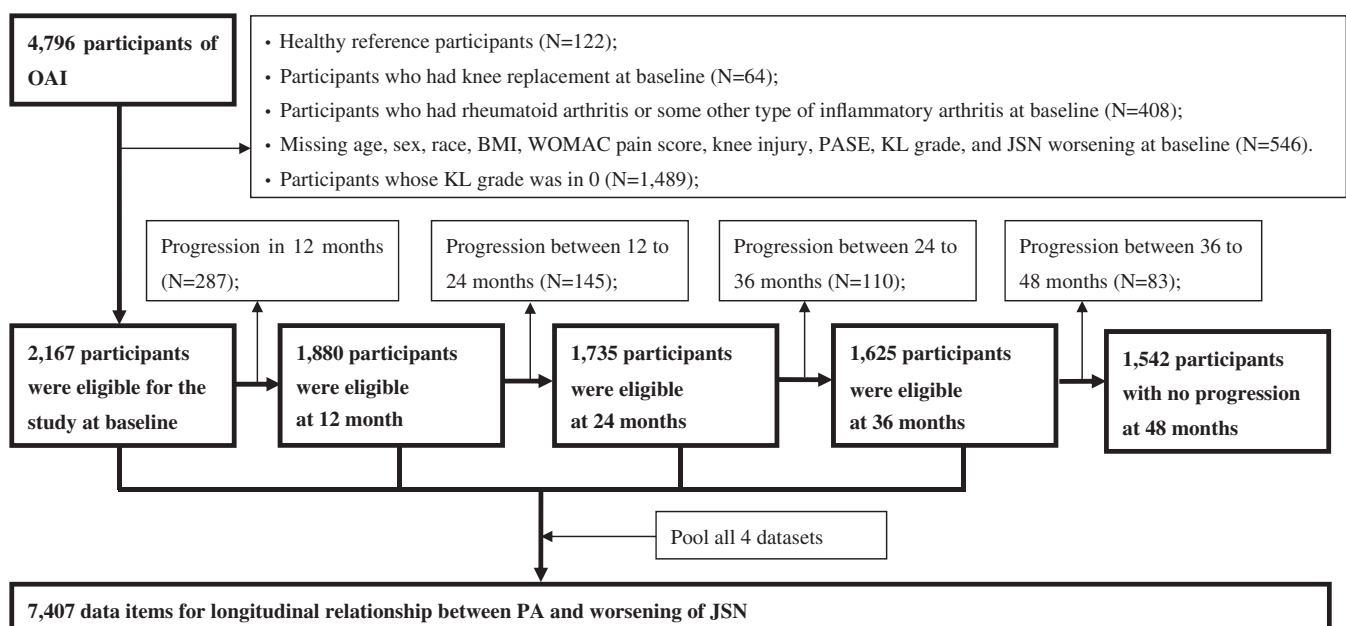 4,796 participants of
OAI
• Healthy reference participants (N=122);
• Participants who had knee replacement at baseline (N=64);
• Participants who had rheumatoid arthritis or some other type of inflammatory arthritis at baseline (N=408);
• Missing age, sex, race, BMI, WOMAC pain score, knee injury, PASE, KL grade, and JSN worsening at baseline (N=546).
• Participants whose KL grade was in 0 (N=1,489);
Progression in 12 months
(N=287);
Progression between 12 to
24 months (N=145);
Progression between 24 to
36 months (N=110);
Progression between 36 to
48 months (N=83);
2,167 participants
were eligible for the
study at baseline
1,880 participants
were eligible
at 12 month
1,735 participants
were eligible
at 24 months
1,625 participants
were eligible
at 36 months
1,542 participants
with no progression
at 48 months
Pool all 4 datasets
7,407 data items for longitudinal relationship between PA and worsening of JSN